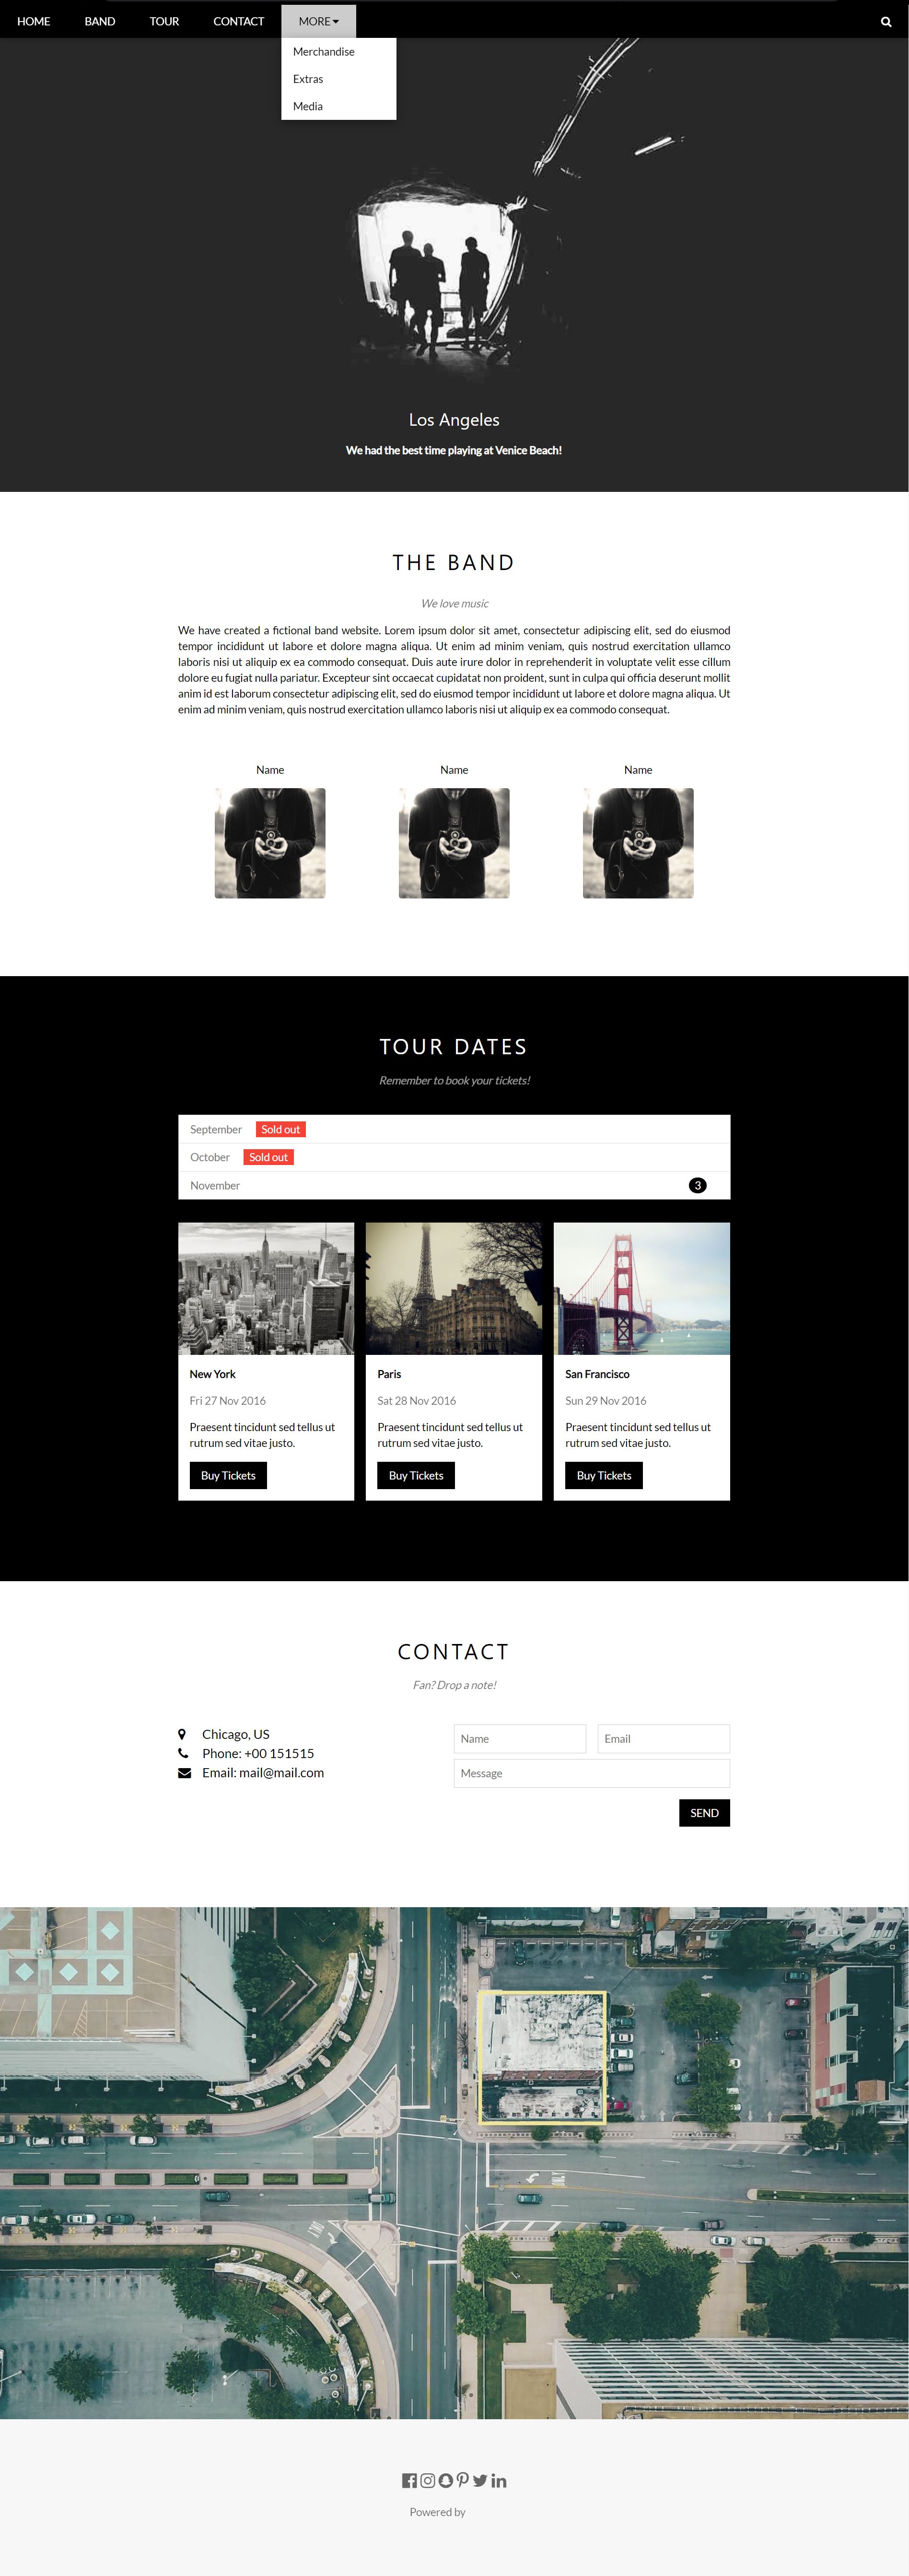 HOME BAND TOUR CONTACT MORE
Merchandise
Extras
Media
Los Angeles
We had the best time playing at Venice Beach!
THE BAND
We love music
We have created a fictional band website. Lorem ipsum dolor sit amet, consectetur adipiscing elit, sed do eiusmod
tempor incididunt ut labore et dolore magna aliqua. Ut enim ad minim veniam, quis nostrud exercitation ullamco
laboris nisi ut aliquip ex ea commodo consequat. Duis aute irure dolor in reprehenderit in voluptate velit esse cillum
dolore eu fugiat nulla pariatur. Excepteur sint occaecat cupidatat non proident, sunt in culpa qui officia deserunt mollit
anim id est laborum consectetur adipiscing elit, sed do eiusmod tempor incididunt ut labore et dolore magna aliqua. Ut
enim ad minim veniam, quis nostrud exercitation ullamco laboris nisi ut aliquip ex ea commodo consequat.
Name Name Name
TOUR DATES
Remember to book your tickets!
September Sold out
October Sold out
November 3
New York
Fri 27 Nov 2016
Praesent tincidunt sed tellus ut
rutrum sed vitae justo.
Buy Tickets
Paris
Sat 28 Nov 2016
Praesent tincidunt sed tellus ut
rutrum sed vitae justo.
Buy Tickets
San Francisco
Sun 29 Nov 2016
Praesent tincidunt sed tellus ut
rutrum sed vitae justo.
Buy Tickets
CONTACT
Fan? Drop a note!
Chicago, US
Phone: +00 151515
Email: mail@mail.com
Name Email
Message
SEND
Powered by